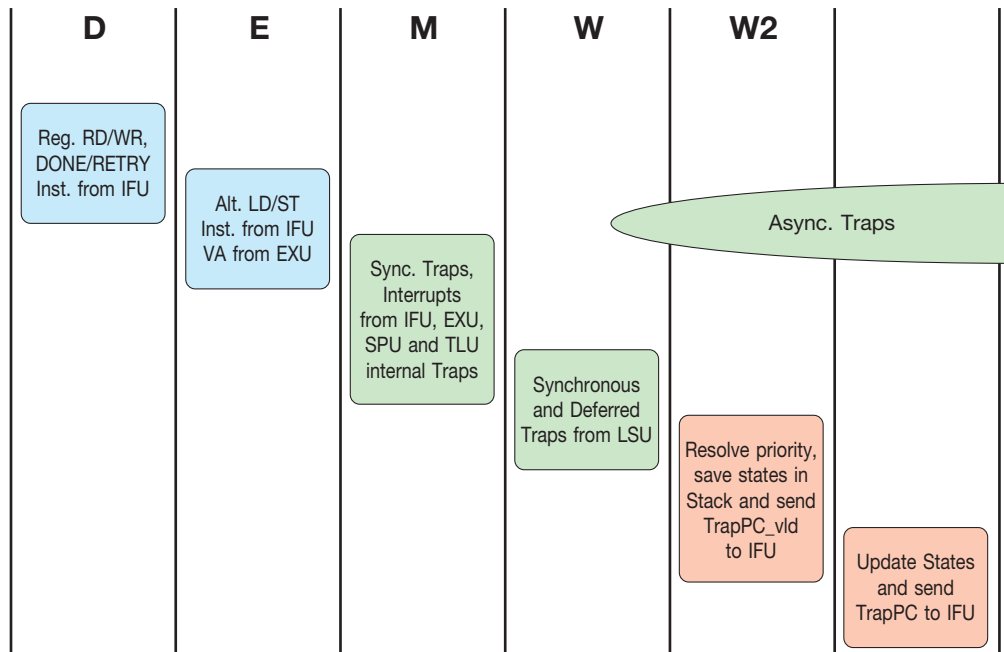 D E M W W2
Reg. RD/WR,
DONE/RETRY
Inst. from IFU
Alt. LD/ST
Inst. from IFU
VA from EXU
Async. Traps
Sync. Traps,
Interrupts
from IFU, EXU,
SPU and TLU
internal Traps
Synchronous
and Deferred
Traps from LSU
Resolve priority,
save states in
Stack and send
TrapPC_vld
to IFU
Update States
and send
TrapPC to IFU